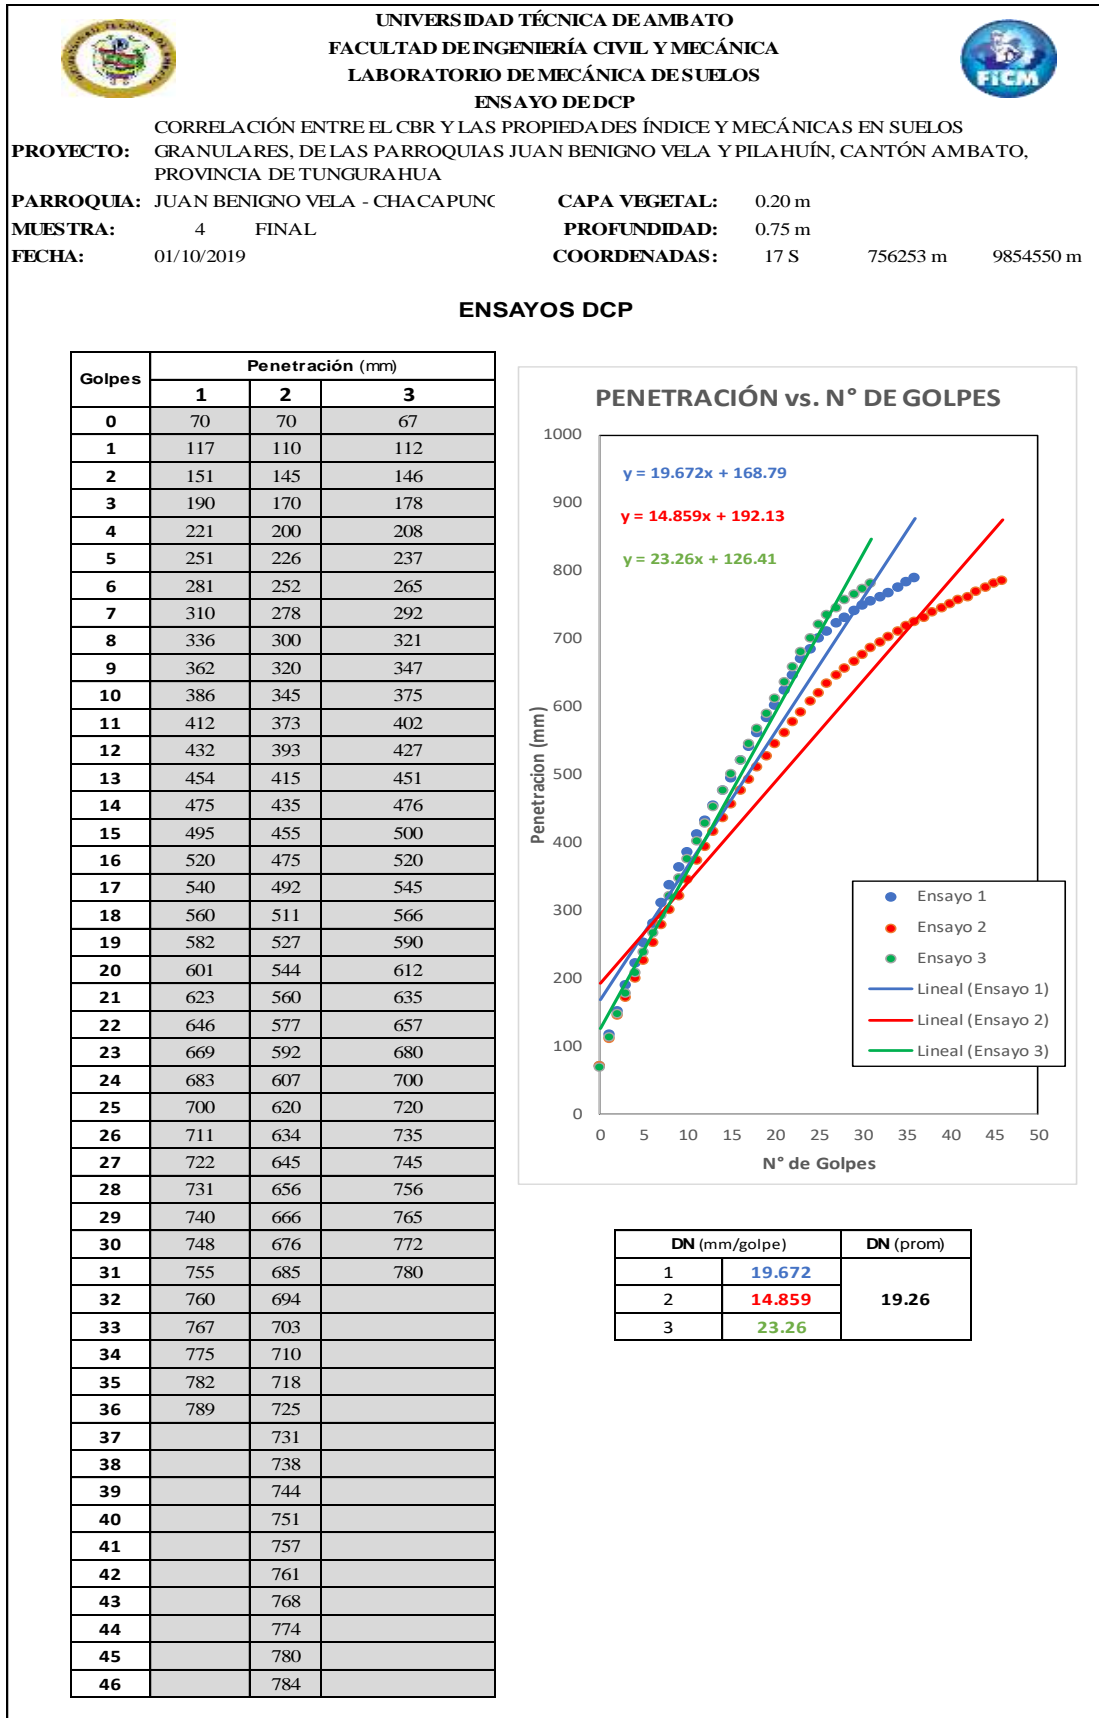 UNIVERSIDAD TÉCNICA DE AMBATO
FACULTAD DE INGENIERÍA CIVIL Y MECÁNICA
LABORATORIO DE MECÁNICA DE SUELOS
ENSAYO DE DCP
FICM
PROYECTO: CORRELACIÓN ENTRE EL CBR Y LAS PROPIEDADES ÍNDICE Y MECÁNICAS EN SUELOS
GRANULARES, DE LAS PARROQUIAS JUAN BENIGNO VELA Y PILAHUÍN, CANTÓN AMBATO,
PROVINCIA DE TUNGURAHUA
PARROQUIA: JUAN BENIGNO VELA - CHACAPUNG CAPA VEGETAL: 0.20 m
MUESTRA: 4 FINAL PROFUNDIDAD: 0.75 m
FECHA: 01/10/2019 COORDENADAS: 17 S 756253 m 9854550 m
ENSAYOS DCP
Golpes Penetración (mm)
1 2 3
0 70 70 67
1 117 110 112
2 151 145 146
3 190 170 178
4 221 200 208
5 251 226 237
6 281 252 265
7 310 278 292
8 336 300 321
9 362 320 347
10 386 345 375
11 412 373 402
12 432 393 427
13 454 415 451
14 475 435 476
15 495 455 500
16 520 475 520
17 540 492 545
18 560 511 566
19 582 527 590
20 601 544 612
21 623 560 635
22 646 577 657
23 669 592 680
24 683 607 700
25 700 620 720
26 711 634 735
27 722 645 745
28 731 656 756
29 740 666 765
30 748 676 772
31 755 685 780
32 760 694
33 767 703
34 775 710
35 782 718
36 789 725
37 731
38 738
39 744
40 751
41 757
42 761
43 768
44 774
45 780
46 784
PENETRACIÓN vs. N° DE GOLPES
y = 19.672x + 168.79
y = 14.859x + 192.13
y = 23.26x + 126.41
Penetracion (mm)
1000
900
800
700
600
500
400
300
200
100
0
0 5 10 15 20 25 30 35 40 45 50
N° de Golpes
Ensayo 1
Ensayo 2
Ensayo 3
Lineal (Ensayo 1)
Lineal (Ensayo 2)
Lineal (Ensayo 3)
DN (mm/golpe) DN (prom)
1 19.672
2 14.859 19.26
3 23.26